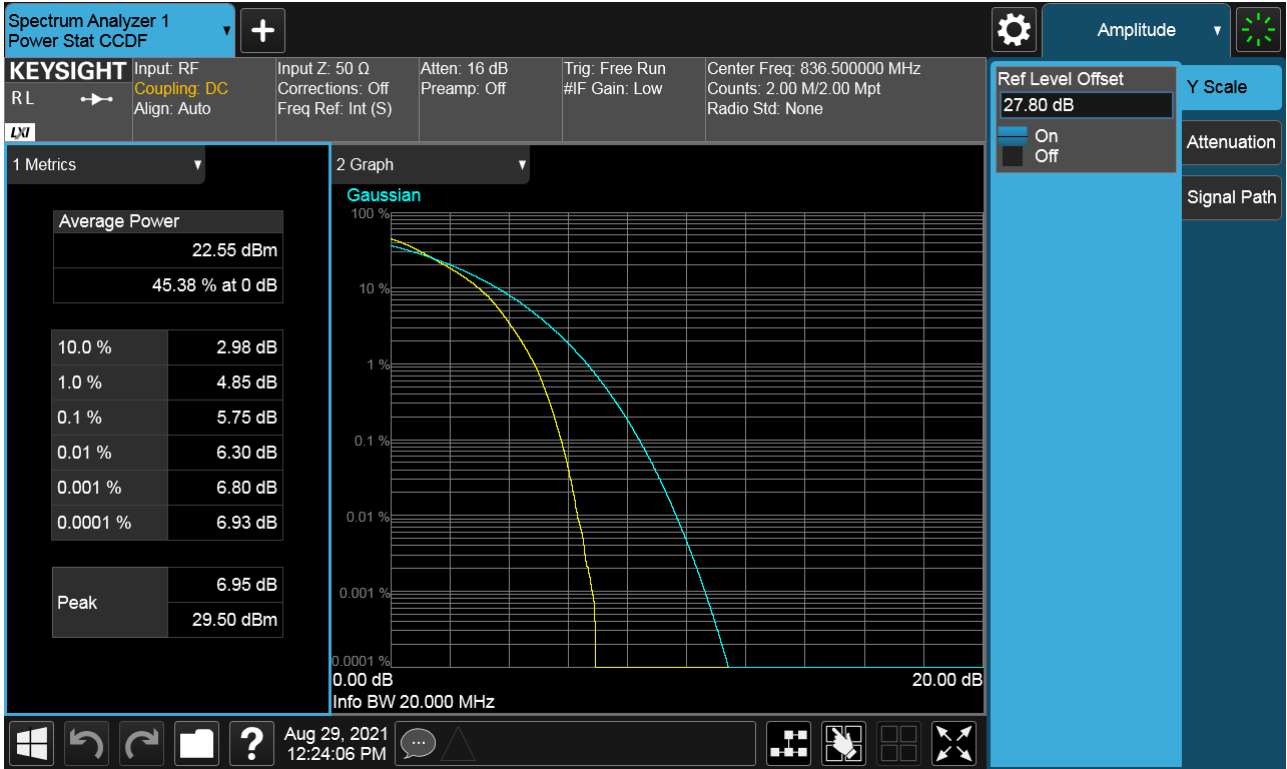 Spectrum Analyzer 1
Power Stat CCDF
Amplitude
KEYSIGHT
R L
LXI
Input: RF
Coupling: DC
Align: Auto
Input Z: 50 Ω
Corrections: Off
Freq Ref: Int (S)
Atten: 16 dB
Preamp: Off
Trig: Free Run
#IF Gain: Low
Center Freq: 836.500000 MHz
Counts: 2.00 M/2.00 Mpt
Radio Std: None
Ref Level Offset
27.80 dB
On
Off
Y Scale
Attenuation
Signal Path
1 Metrics
Average Power
22.55 dBm
45.38 % at 0 dB
10.0 % 2.98 dB
1.0 % 4.85 dB
0.1 % 5.75 dB
0.01 % 6.30 dB
0.001 % 6.80 dB
0.0001 % 6.93 dB
Peak
6.95 dB
29.50 dBm
2 Graph
Gaussian
100 %
10 %
1 %
0.1 %
0.01 %
0.001 %
0.0001 %
0.00 dB 20.00 dB
Info BW 20.000 MHz
?
Aug 29, 2021
12:24:06 PM